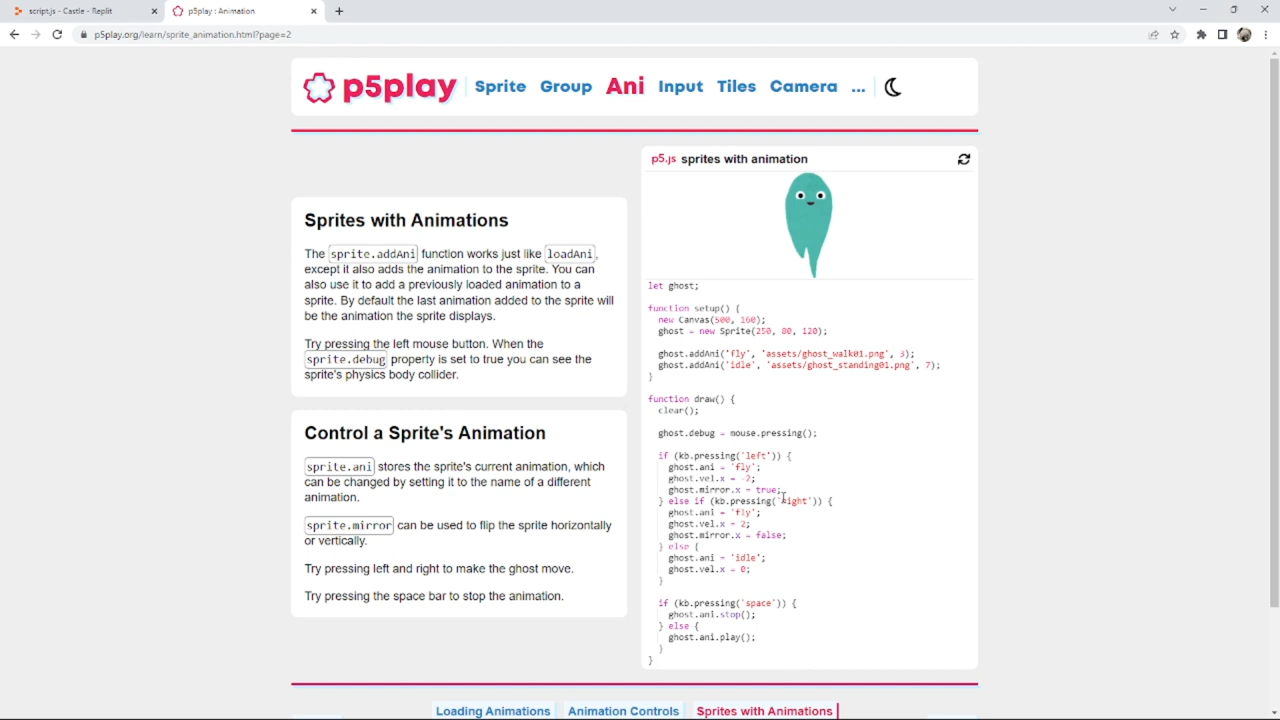 script.js - Castle - Replit
p5play : Animation
p5play.org/learn/sprite_animation.html?page=2
p5play
Sprite Group Ani Input Tiles Camera ...
Sprites with Animations
The sprite.addAni function works just like loadAni,
except it also adds the animation to the sprite. You can
also use it to add a previously loaded animation to a
sprite. By default the last animation added to the sprite will
be the animation the sprite displays.
Try pressing the left mouse button. When the
sprite.debug property is set to true you can see the
sprite's physics body collider.
Control a Sprite's Animation
sprite.ani stores the sprite's current animation, which
can be changed by setting it to the name of a different
animation.
sprite.mirror can be used to flip the sprite horizontally
or vertically.
Try pressing left and right to make the ghost move.
Try pressing the space bar to stop the animation.
p5.js sprites with animation
let ghost;
function setup() {
new Canvas(500, 160);
ghost = new Sprite(250, 80, 120);
ghost.addAni('fly', 'assets/ghost_walk01.png', 3);
ghost.addAni('idle', 'assets/ghost_standing01.png', 7);
}
function draw() {
clear();
ghost.debug = mouse.pressing();
if (kb.pressing('left')) {
ghost.ani = 'fly';
ghost.vel.x = -2;
ghost.mirror.x = true;
} else if (kb.pressing('right')) {
ghost.ani = 'fly';
ghost.vel.x = 2;
ghost.mirror.x = false;
} else {
ghost.ani = 'idle';
ghost.vel.x = 0;
}
if (kb.pressing('space')) {
ghost.ani.stop();
} else {
ghost.ani.play();
}
}
Loading Animations Animation Controls Sprites with Animations